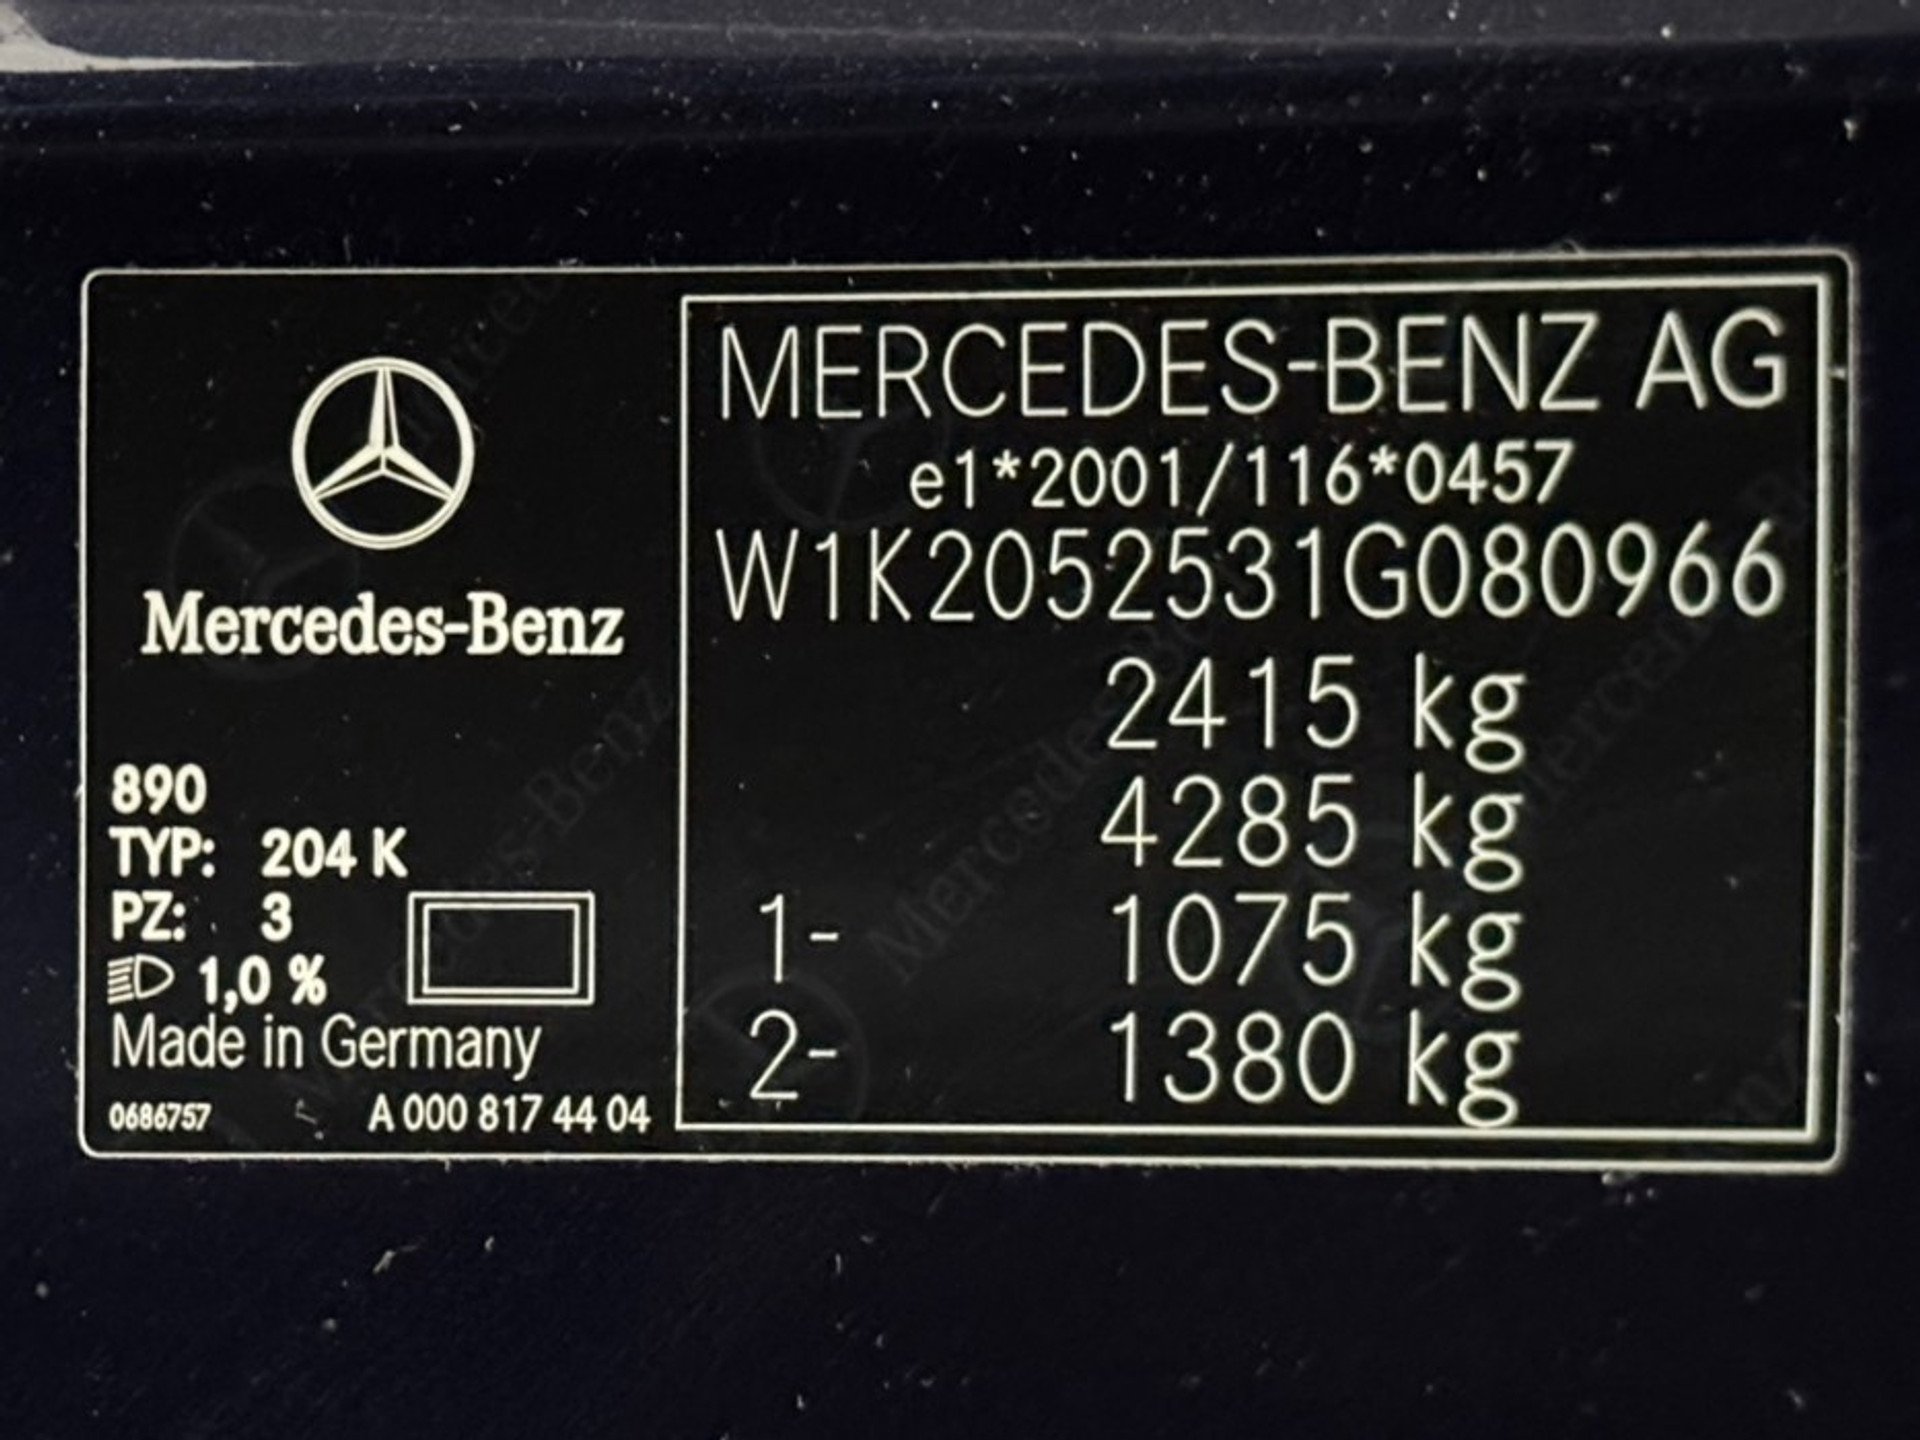 Mercedes-Benz
890
TYP: 204 K
PZ: 3
1,0 %
Made in Germany
0686757 A 000 817 44 04
MERCEDES-BENZ AG
e1*2001/116*0457
W1K2052531G080966
2415 kg
4285 kg
1- 1075 kg
2- 1380 kg